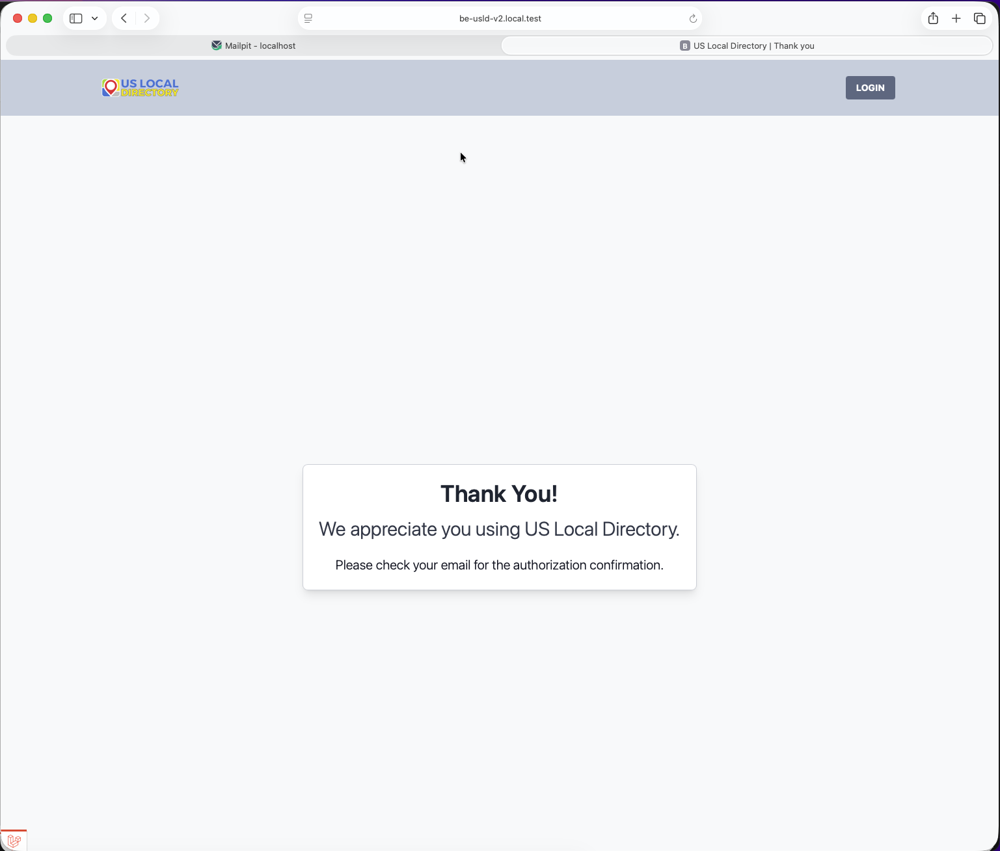 be-usld-v2.local.test
Mailpit - localhost
B US Local Directory | Thank you
US LOCAL
DIRECTORY
LOGIN
Thank You!
We appreciate you using US Local Directory.
Please check your email for the authorization confirmation.